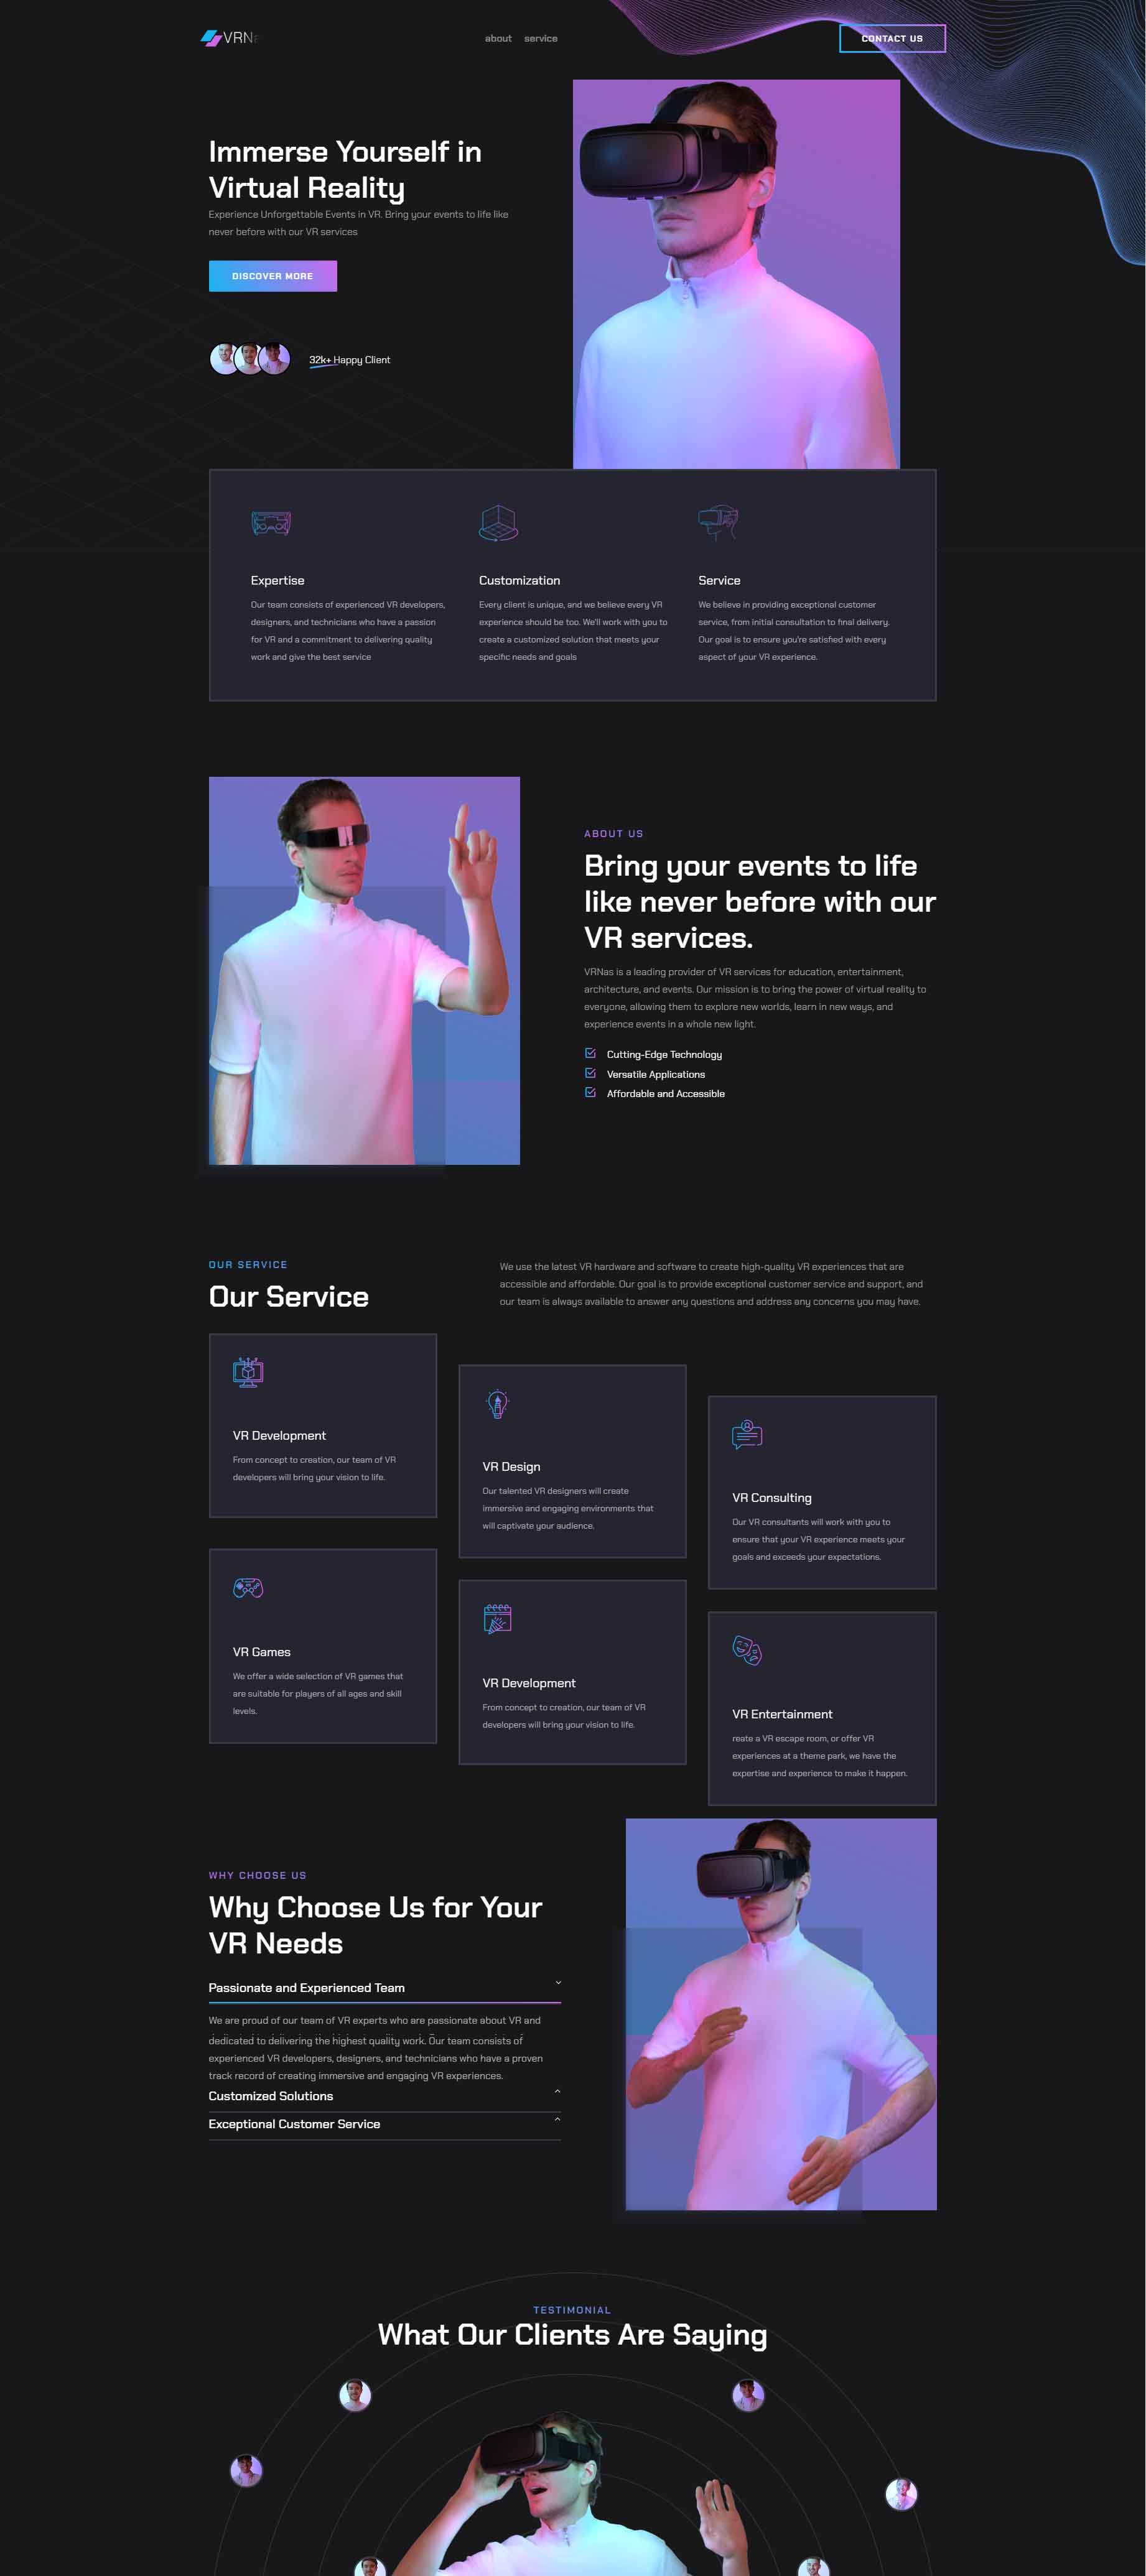 VRNa
about service
CONTACT US
Immerse Yourself in
Virtual Reality
Experience Unforgettable Events in VR. Bring your events to life like
never before with our VR services
DISCOVER MORE
32k+ Happy Client
Expertise
Our team consists of experienced VR developers,
designers, and technicians who have a passion
for VR and a commitment to delivering quality
work and give the best service
Customization
Every client is unique, and we believe every VR
experience should be too. We'll work with you to
create a customized solution that meets your
specific needs and goals
Service
We believe in providing exceptional customer
service, from initial consultation to final delivery.
Our goal is to ensure you're satisfied with every
aspect of your VR experience.
ABOUT US
Bring your events to life
like never before with our
VR services.
VRNas is a leading provider of VR services for education, entertainment,
architecture, and events. Our mission is to bring the power of virtual reality to
everyone, allowing them to explore new worlds, learn in new ways, and
experience events in a whole new light.
Cutting-Edge Technology
Versatile Applications
Affordable and Accessible
OUR SERVICE
Our Service
We use the latest VR hardware and software to create high-quality VR experiences that are
accessible and affordable. Our goal is to provide exceptional customer service and support, and
our team is always available to answer any questions and address any concerns you may have.
VR Development
From concept to creation, our team of VR
developers will bring your vision to life.
VR Design
Our talented VR designers will create
immersive and engaging environments that
will captivate your audience.
VR Consulting
Our VR consultants will work with you to
ensure that your VR experience meets your
goals and exceeds your expectations.
VR Games
We offer a wide selection of VR games that
are suitable for players of all ages and skill
levels.
VR Development
From concept to creation, our team of VR
developers will bring your vision to life.
VR Entertainment
reate a VR escape room, or offer VR
experiences at a theme park, we have the
expertise and experience to make it happen.
WHY CHOOSE US
Why Choose Us for Your
VR Needs
Passionate and Experienced Team
We are proud of our team of VR experts who are passionate about VR and
dedicated to delivering the highest quality work. Our team consists of
experienced VR developers, designers, and technicians who have a proven
track record of creating immersive and engaging VR experiences.
Customized Solutions
Exceptional Customer Service
TESTIMONIAL
What Our Clients Are Saying